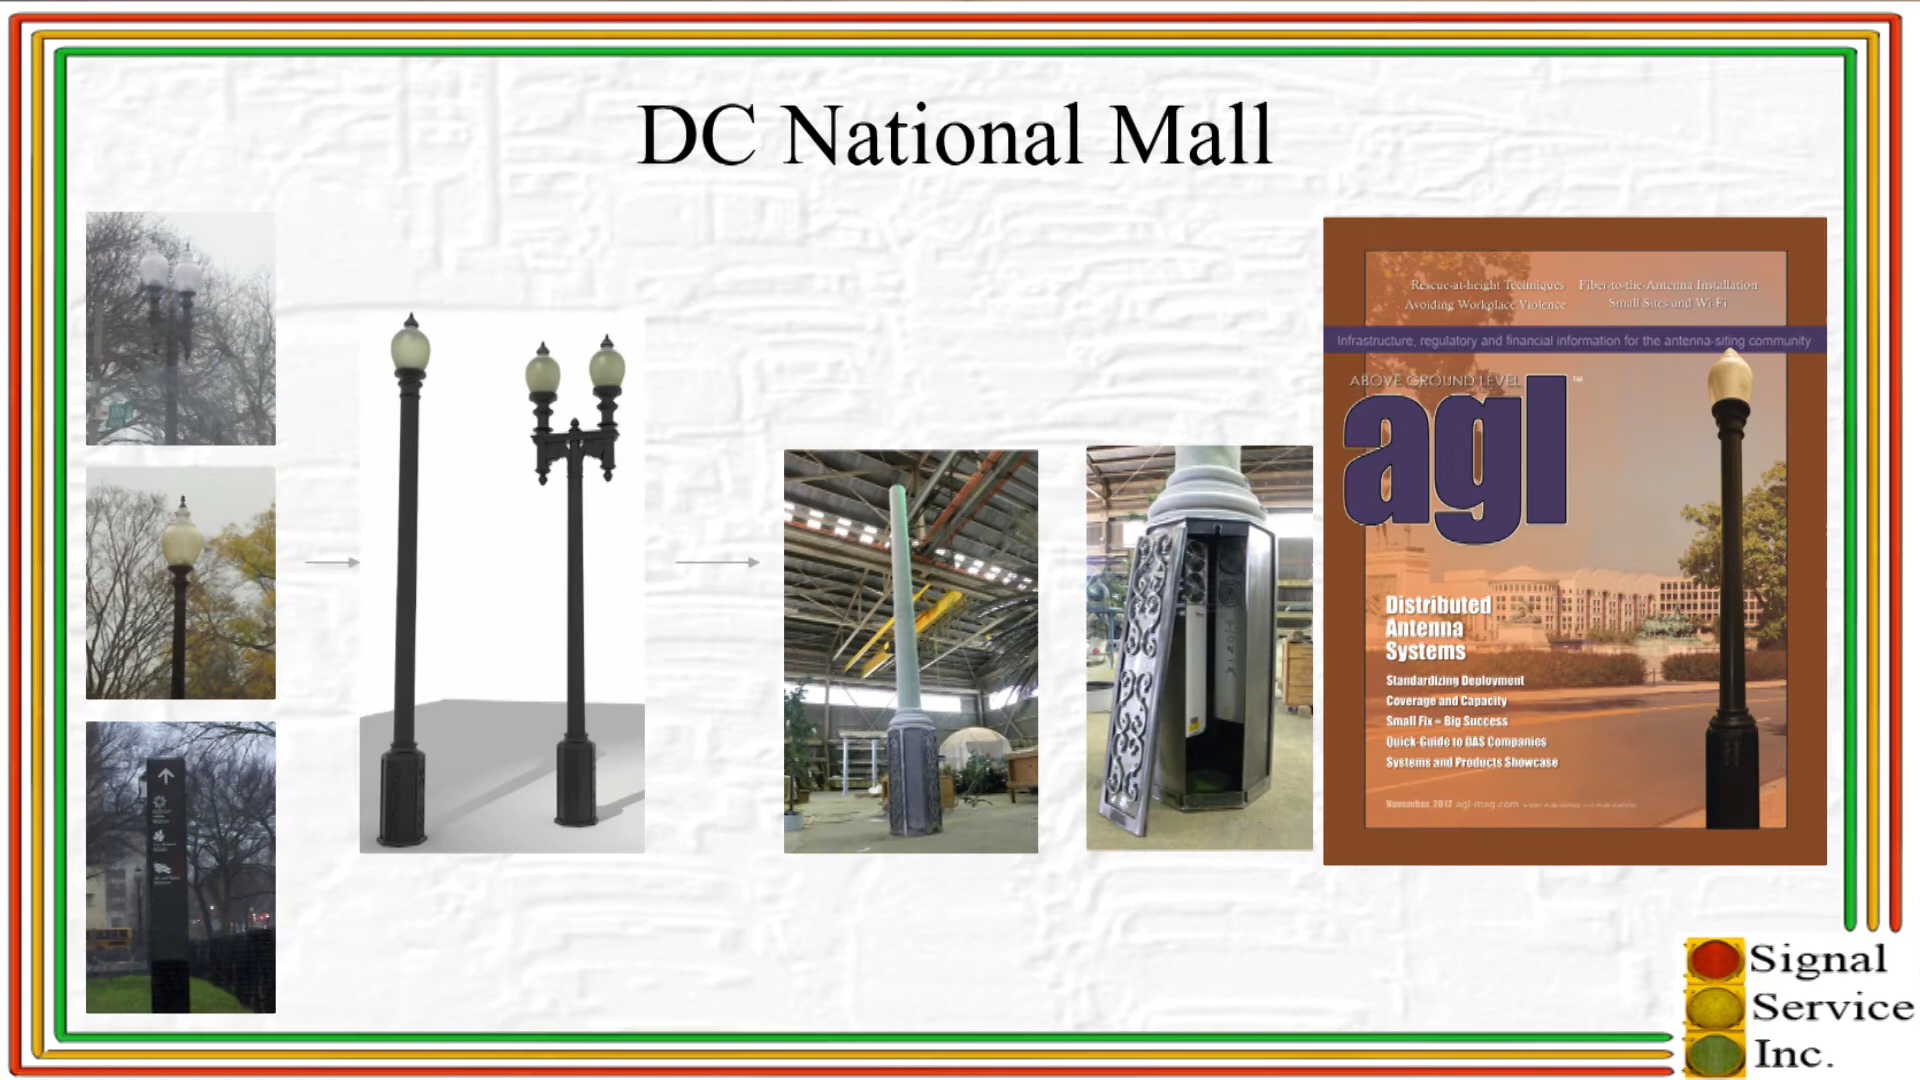 DC National Mall
Rescue-at-height Techniques
Avoiding Workplace Violence
Fiber-to-the-Antenna Installation
Small Sites and Wi-Fi
Infrastructure, regulatory and financial information for the antenna-siting community
ABOVE GROUND LEVEL
agl™
Distributed
Antenna
Systems
Standardizing Deployment
Coverage and Capacity
Small Fix = Big Success
Quick-Guide to DAS Companies
Systems and Products Showcase
November, 2012 agl-mag.com
Signal
Service
Inc.